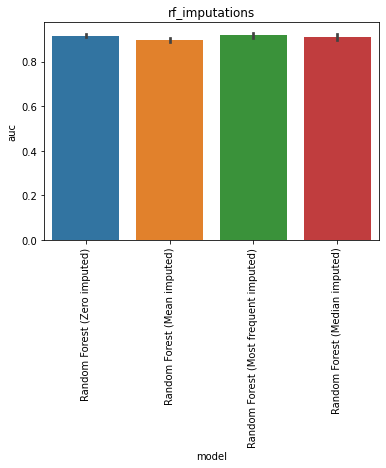 rf_imputations
auc
0.8
0.6
0.4
0.2
0.0
Random Forest (Zero imputed)
Random Forest (Mean imputed)
Random Forest (Most frequent imputed)
Random Forest (Median imputed)
model